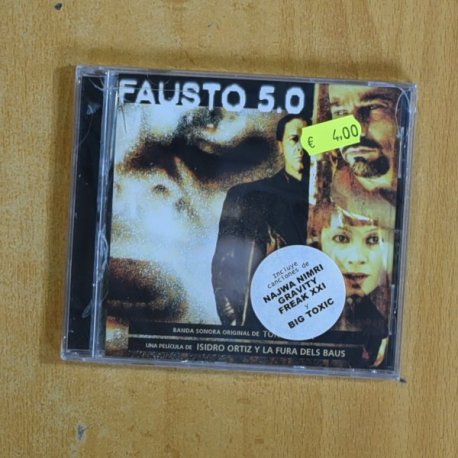 FAUSTO 5.0
€ 4,00
Incluye
canciones de
NAJWA NIMRI
GRAVITY
FREAK XXI
y
BIG TOXIC
BANDA SONORA ORIGINAL DE
UNA PELÍCULA DE ISIDRO ORTIZ Y LA FURA DELS BAUS